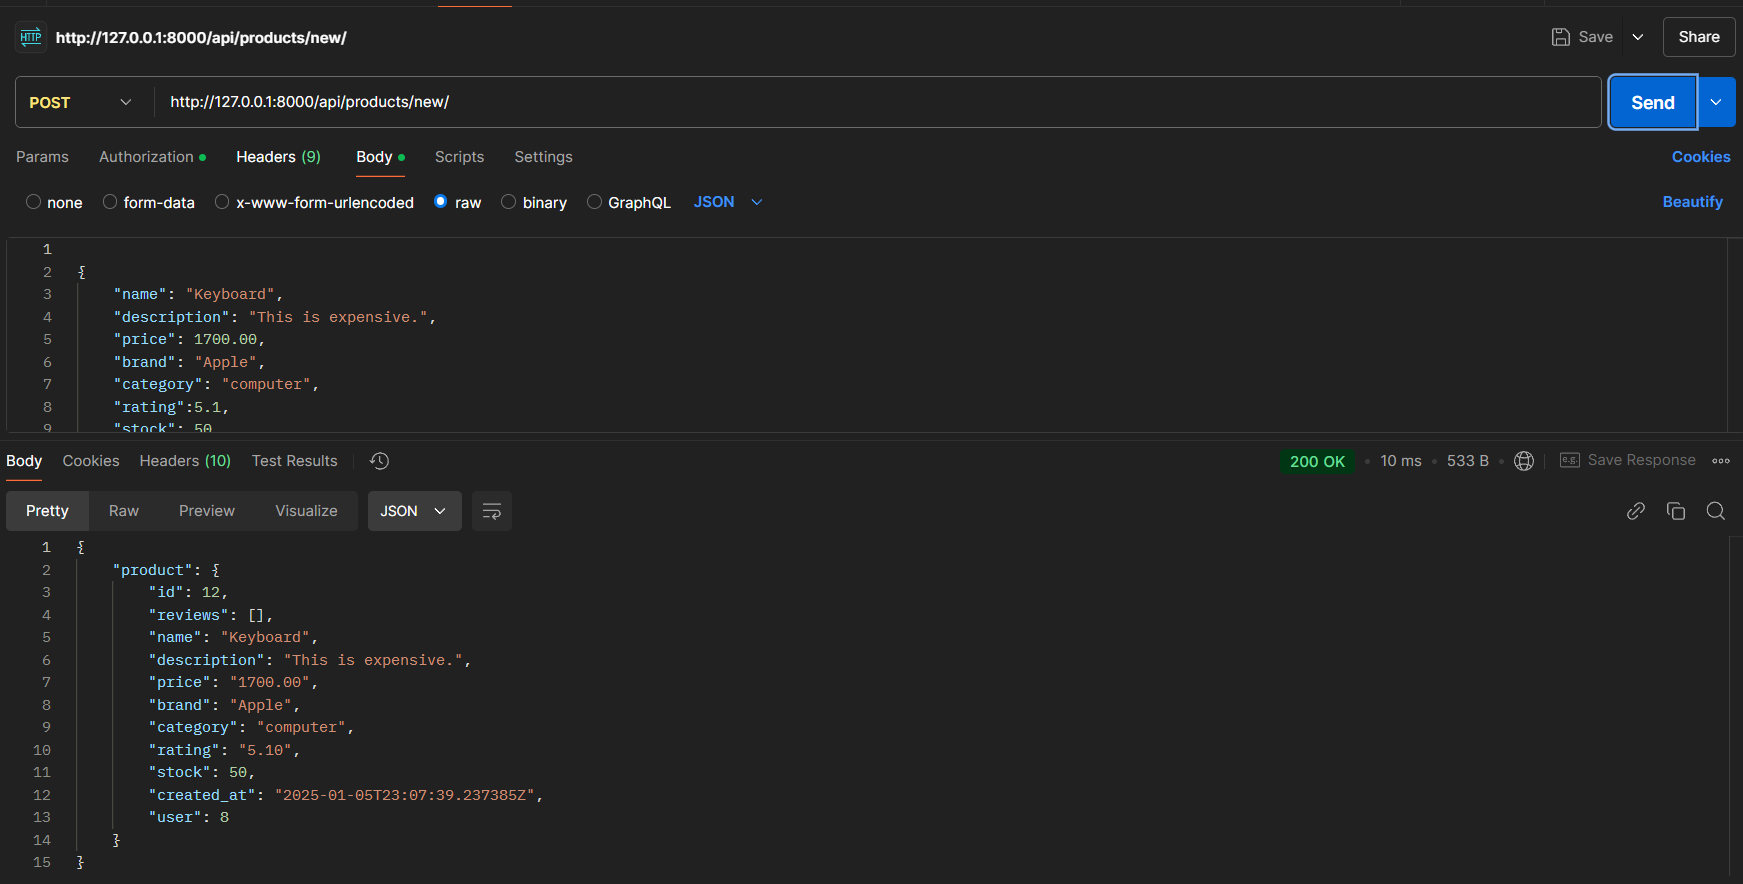 HTTP http://127.0.0.1:8000/api/products/new/ Save Share
POST http://127.0.0.1:8000/api/products/new/ Send
Params Authorization Headers (9) Body Scripts Settings Cookies
none form-data x-www-form-urlencoded raw binary GraphQL JSON Beautify
1
2 {
3 "name": "Keyboard",
4 "description": "This is expensive.",
5 "price": 1700.00,
6 "brand": "Apple",
7 "category": "computer",
8 "rating":5.1,
9 "stock": 50
Body Cookies Headers (10) Test Results 200 OK 10 ms 533 B e.g. Save Response
Pretty Raw Preview Visualize JSON
1 {
2 "product": {
3 "id": 12,
4 "reviews": [],
5 "name": "Keyboard",
6 "description": "This is expensive.",
7 "price": "1700.00",
8 "brand": "Apple",
9 "category": "computer",
10 "rating": "5.10",
11 "stock": 50,
12 "created_at": "2025-01-05T23:07:39.237385Z",
13 "user": 8
14 }
15 }